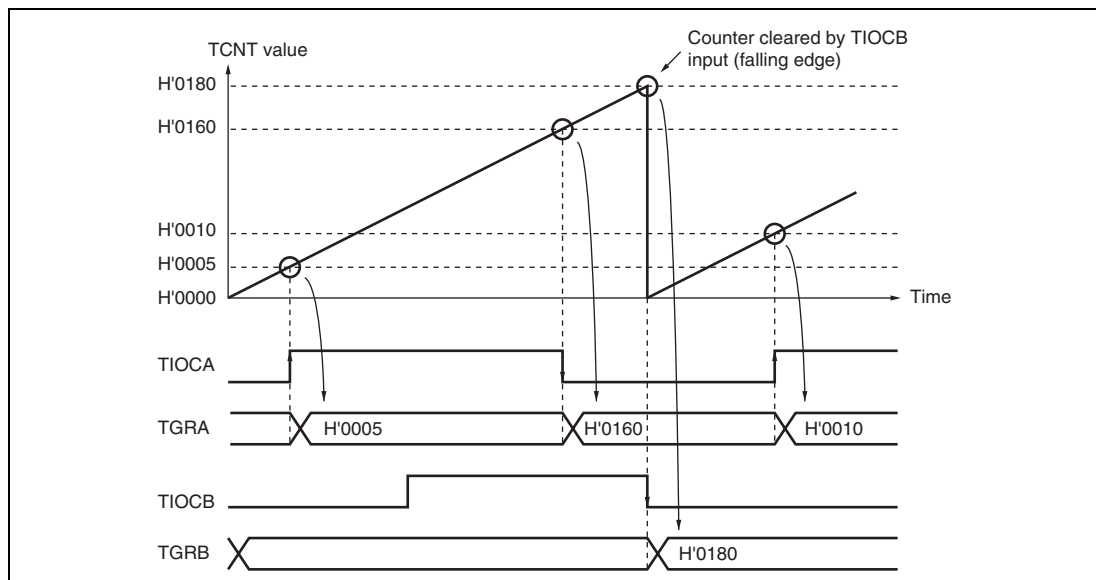 Counter cleared by TIOCB
input (falling edge)
TCNT value
H'0180
H'0160
H'0010
H'0005
H'0000
Time
TIOCA
TGRA
H'0005
H'0160
H'0010
TIOCB
TGRB
H'0180